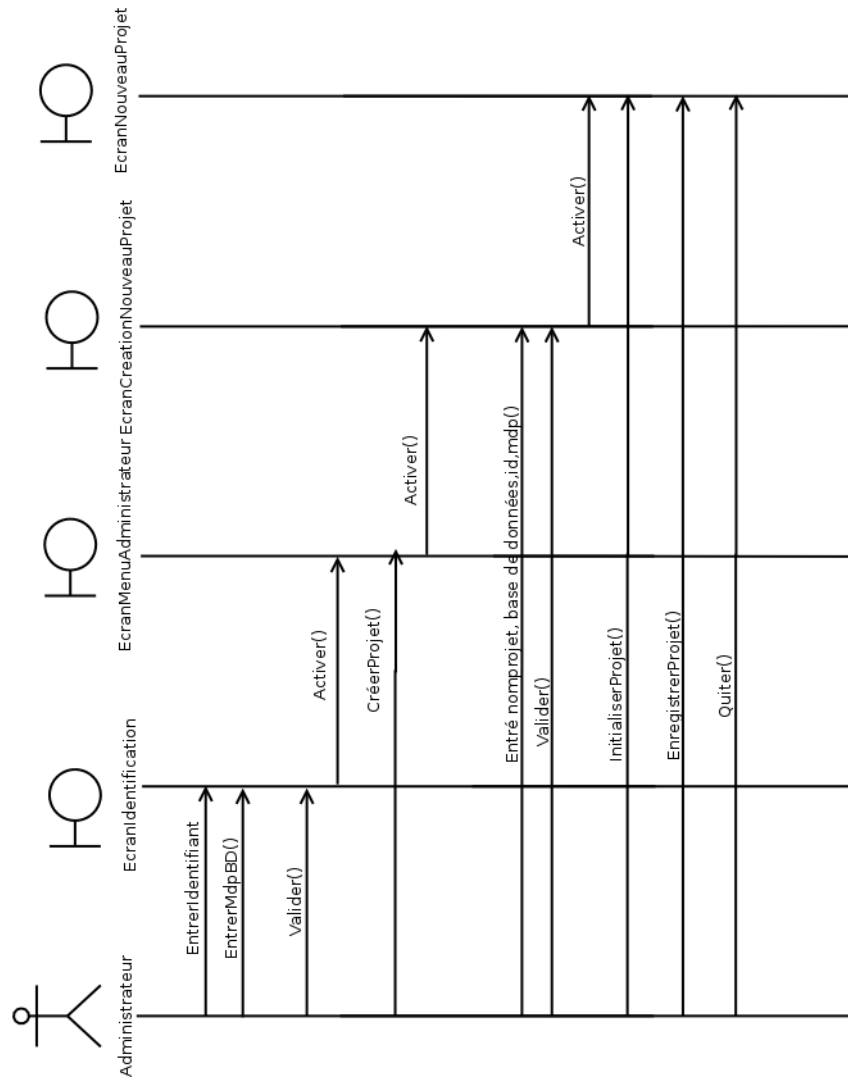 Administrateur
EcranIdentification
EcranMenuAdministrateur
EcranCreationNouveauProjet
EcranNouveauProjet
EntrerIdentifiant
EntrerMdpBD()
Valider()
Activer()
CréerProjet()
Activer()
Entré nomprojet, base de données,id,mdp()
Valider()
Activer()
InitialiserProjet()
EnregistrerProjet()
Quiter()